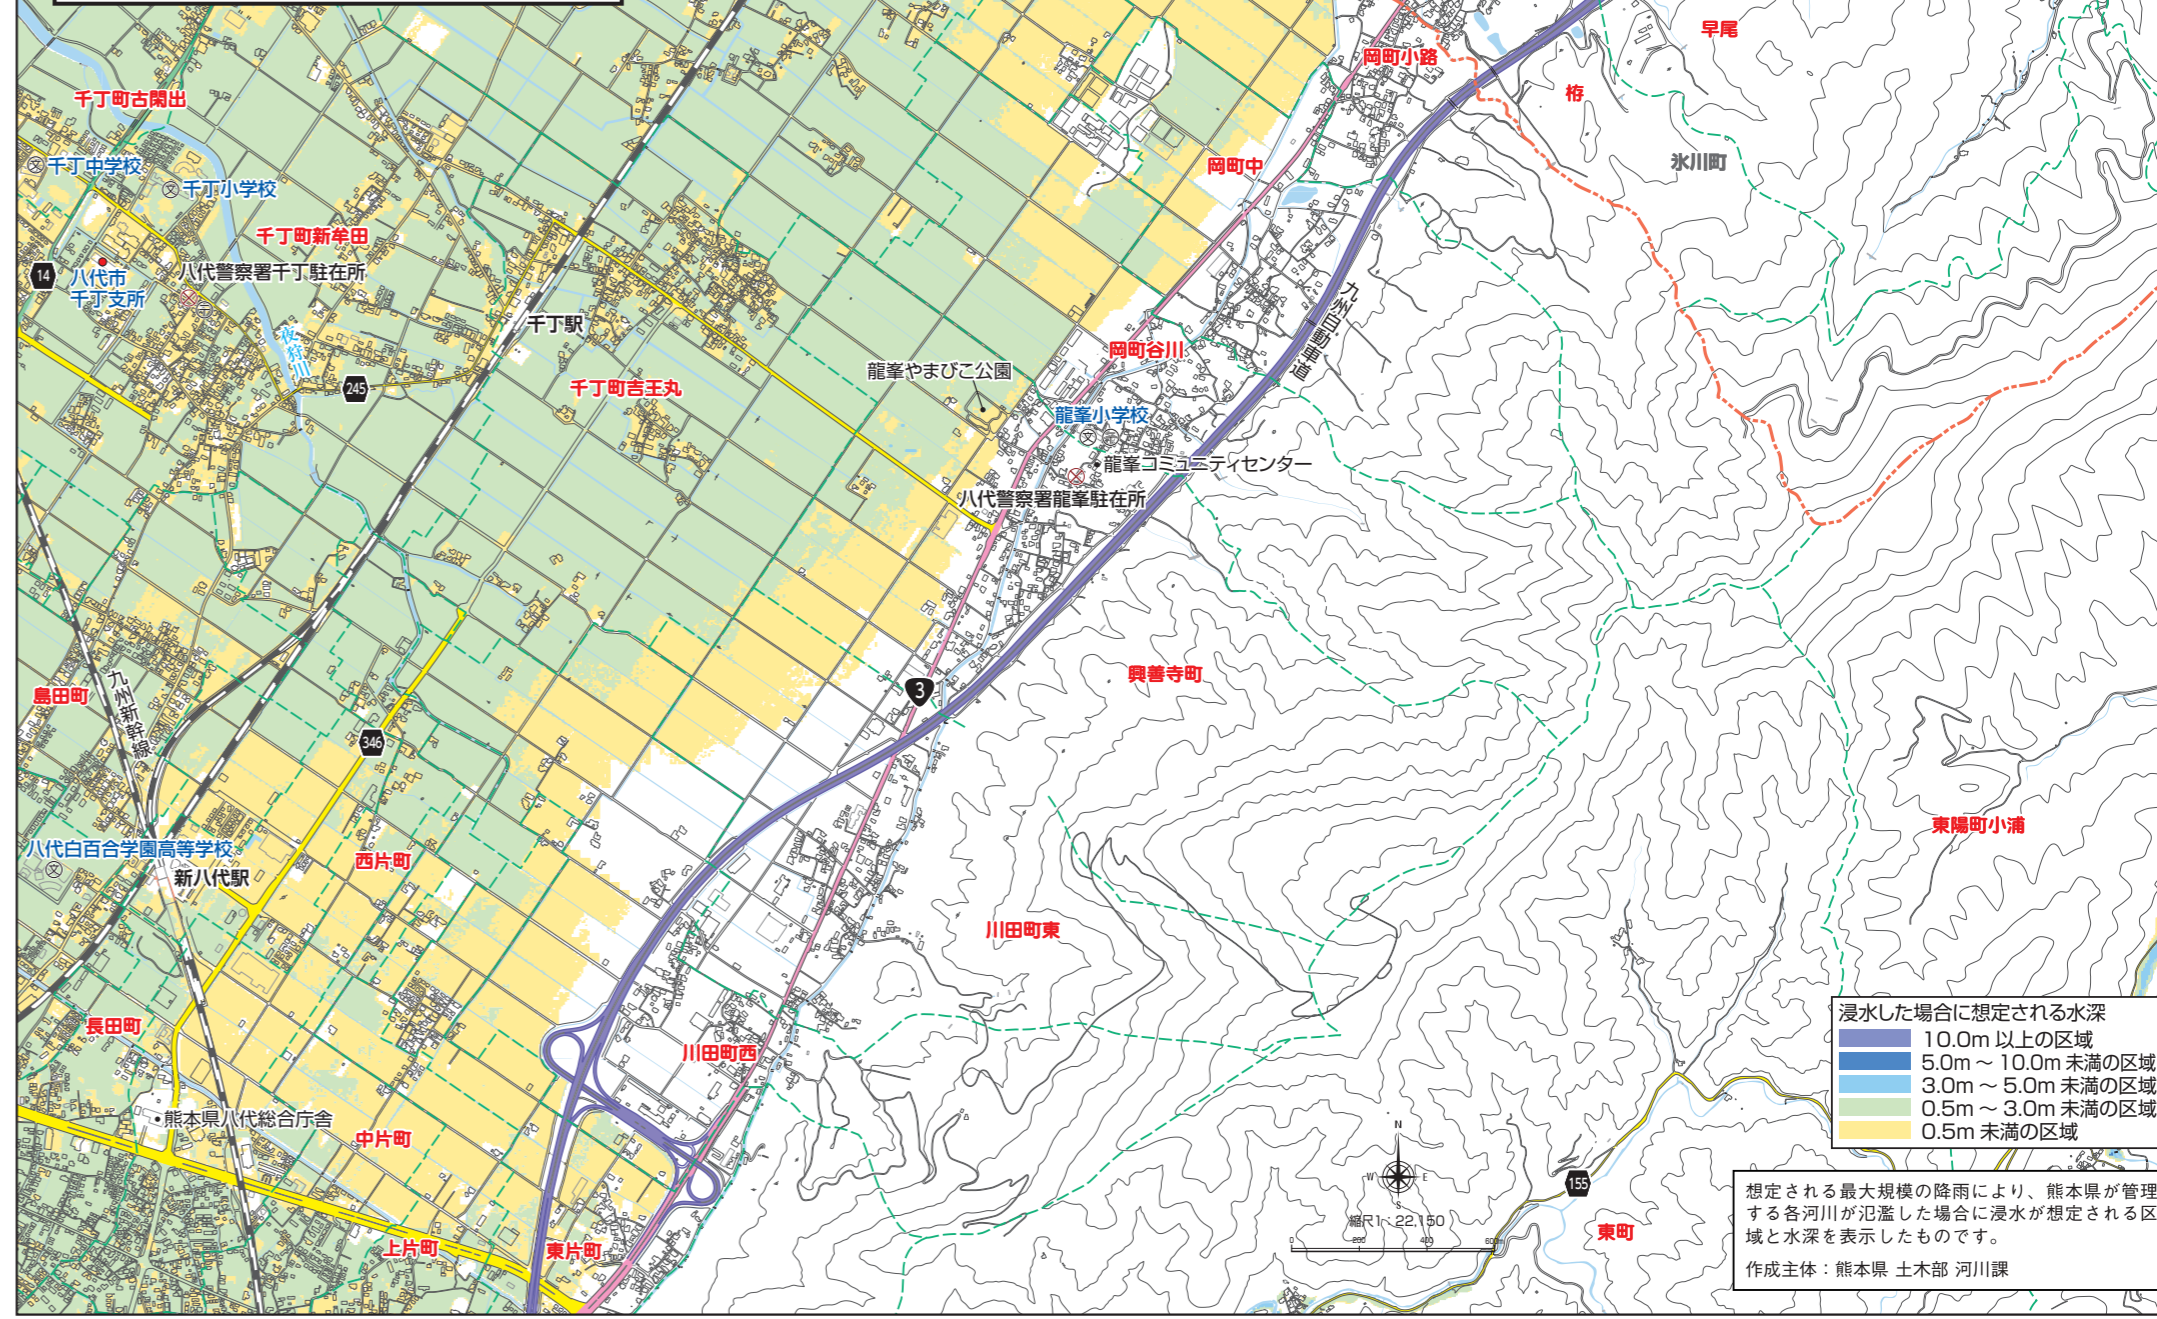 早尾
岡町小路
栫
千丁町古閑出
千丁中学校
千丁小学校
岡町中
氷川町
千丁町新牟田
14
八代市
千丁支所
八代警察署千丁駐在所
千丁駅
夜狩川
九州自動車道
岡町谷川
245
千丁町吉王丸
龍峯やまびこ公園
龍峯小学校
龍峯コミュニティセンター
八代警察署龍峯駐在所
興善寺町
3
島田町
九州新幹線
346
東陽町小浦
八代白百合学園高等学校
西片町
新八代駅
川田町東
長田町
川田町西
浸水した場合に想定される水深
10.0m 以上の区域
5.0m ～ 10.0m 未満の区域
3.0m ～ 5.0m 未満の区域
0.5m ～ 3.0m 未満の区域
0.5m 未満の区域
熊本県八代総合庁舎
中片町
N
W
E
S
縮尺1：22,150
0
200
400
600m
155
上片町
東片町
東町
想定される最大規模の降雨により、熊本県が管理
する各河川が氾濫した場合に浸水が想定される区
域と水深を表示したものです。
作成主体：熊本県 土木部 河川課